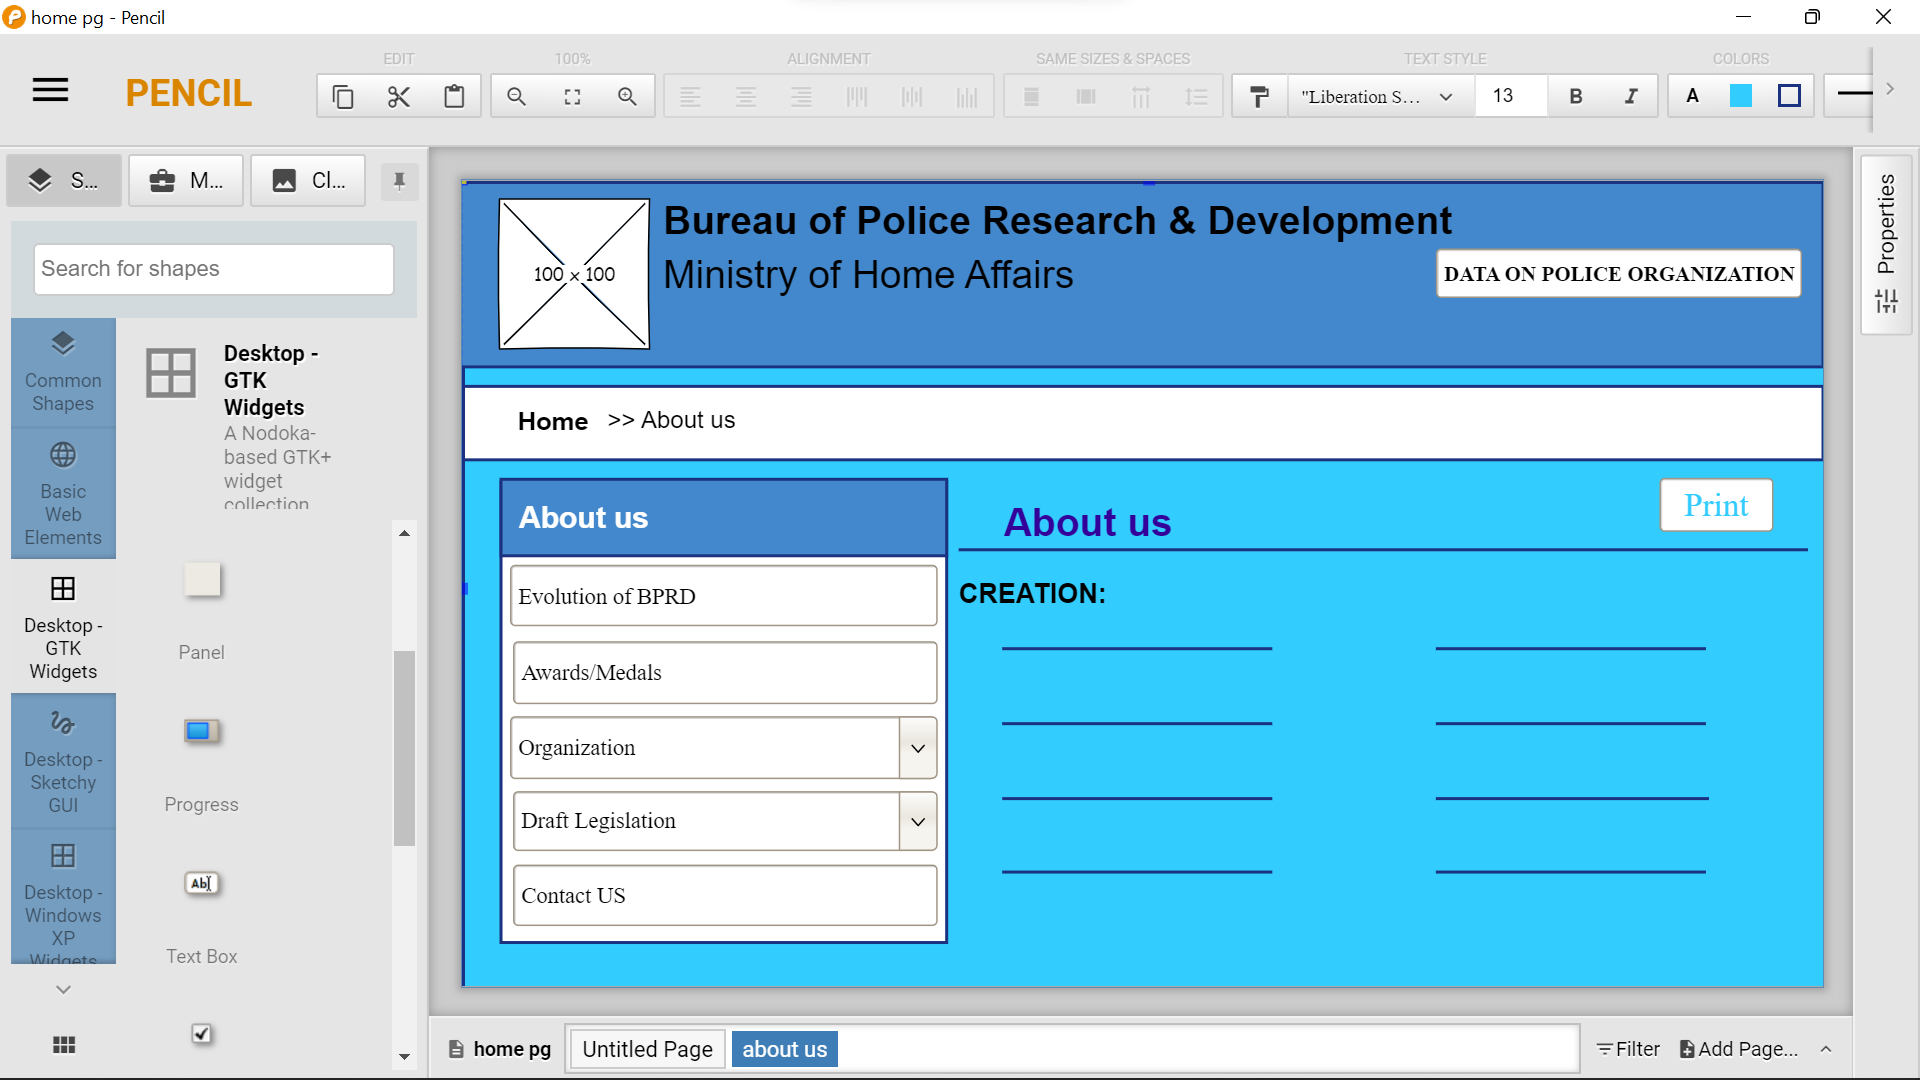 home pg - Pencil
EDIT
100%
ALIGNMENT
SAME SIZES & SPACES
TEXT STYLE
COLORS
PENCIL
"Liberation S...
13
B
I
A
S...
M...
Cl...
Search for shapes
Common
Shapes
Basic
Web
Elements
Desktop -
GTK
Widgets
Desktop -
Sketchy
GUI
Desktop -
Windows
XP
Widgets
Desktop -
GTK
Widgets
A Nodoka-
based GTK+
widget
collection
Panel
Progress
Ab
Text Box
100 x 100
Bureau of Police Research & Development
Ministry of Home Affairs
DATA ON POLICE ORGANIZATION
Home >> About us
About us
Evolution of BPRD
Awards/Medals
Organization
Draft Legislation
Contact US
About us
Print
CREATION:
Properties
home pg
Untitled Page
about us
Filter
Add Page...